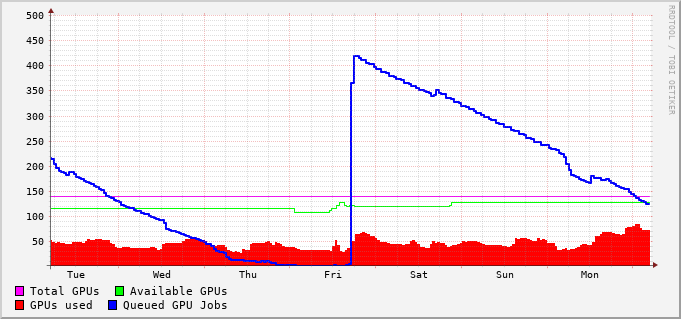 500
450
400
350
300
250
200
150
100
50
Tue Wed Thu Fri Sat Sun Mon
Total GPUs Available GPUs
GPUs used Queued GPU Jobs
RRDTOOL / TOBI OETIKER